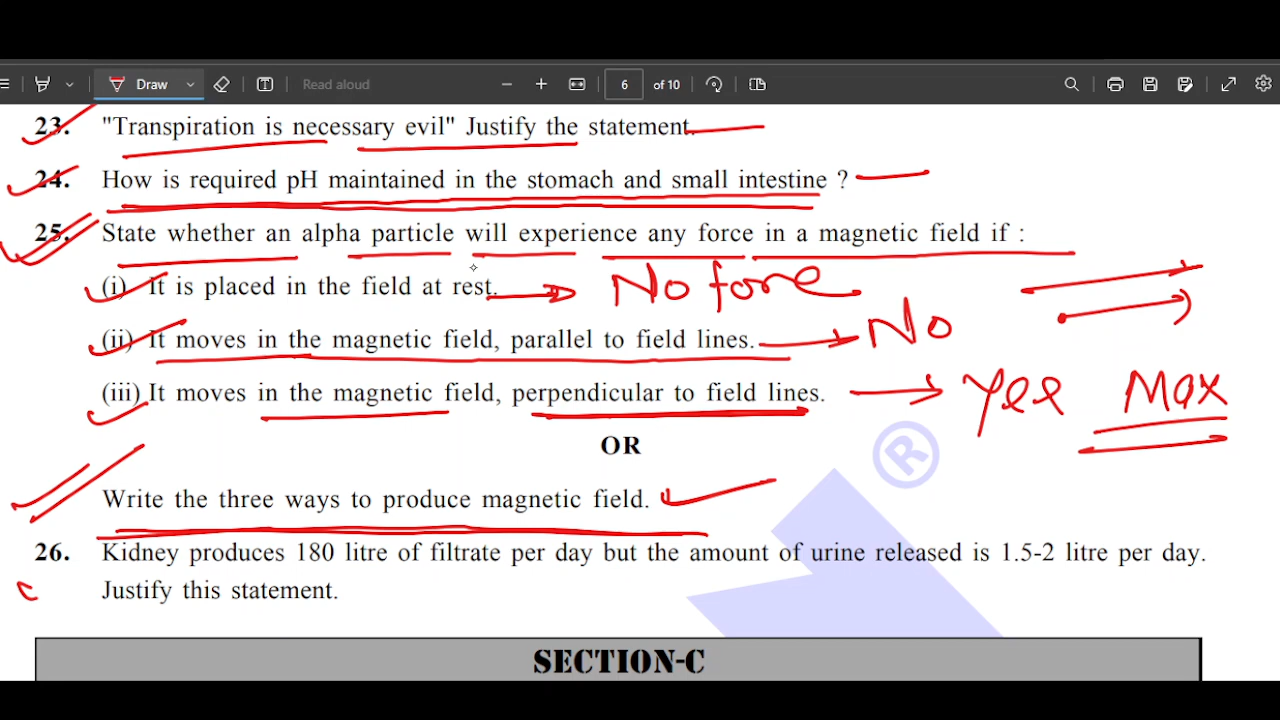 Draw
Read aloud
6 of 10
23. "Transpiration is necessary evil" Justify the statement.
24. How is required pH maintained in the stomach and small intestine ?
25. State whether an alpha particle will experience any force in a magnetic field if :
(i) It is placed in the field at rest. No fore
(ii) It moves in the magnetic field, parallel to field lines. No
(iii) It moves in the magnetic field, perpendicular to field lines. Yes Max
OR
Write the three ways to produce magnetic field.
®
26. Kidney produces 180 litre of filtrate per day but the amount of urine released is 1.5-2 litre per day.
Justify this statement.
SECTION-C